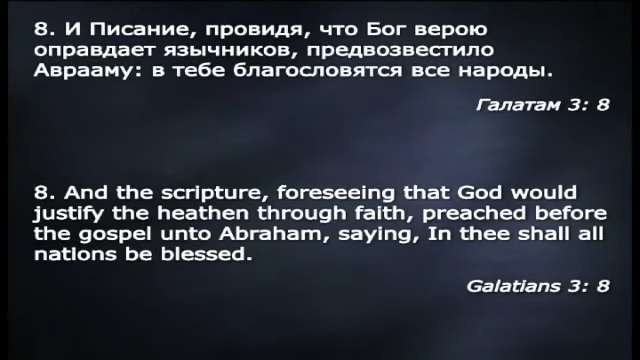 8. И Писание, провидя, что Бог верою
оправдает язычников, предвозвестило
Аврааму: в тебе благословятся все народы.
Галатам 3: 8
8. And the scripture, foreseeing that God would
justify the heathen through faith, preached before
the gospel unto Abraham, saying, In thee shall all
nations be blessed.
Galatians 3: 8